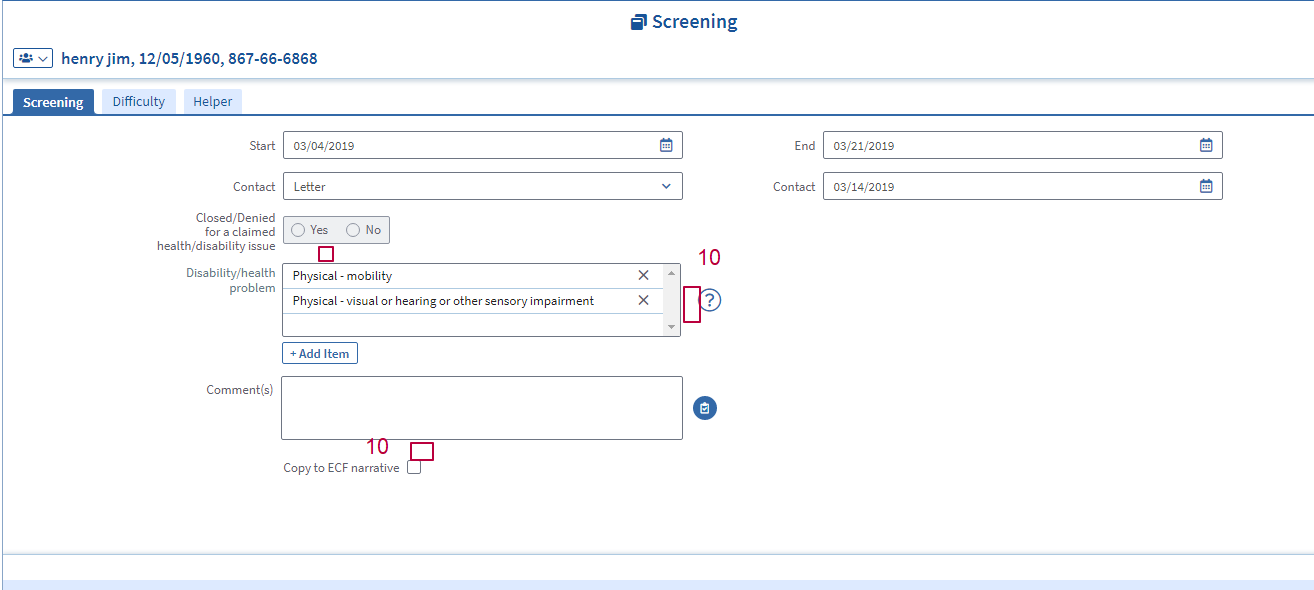 Screening
henry jim, 12/05/1960, 867-66-6868
Screening Difficulty Helper
Start 03/04/2019 End 03/21/2019
Contact Letter Contact 03/14/2019
Closed/Denied
for a claimed
health/disability issue
Yes No
10
Disability/health
problem
Physical - mobility
Physical - visual or hearing or other sensory impairment
?
+ Add Item
Comment(s)
10
Copy to ECF narrative